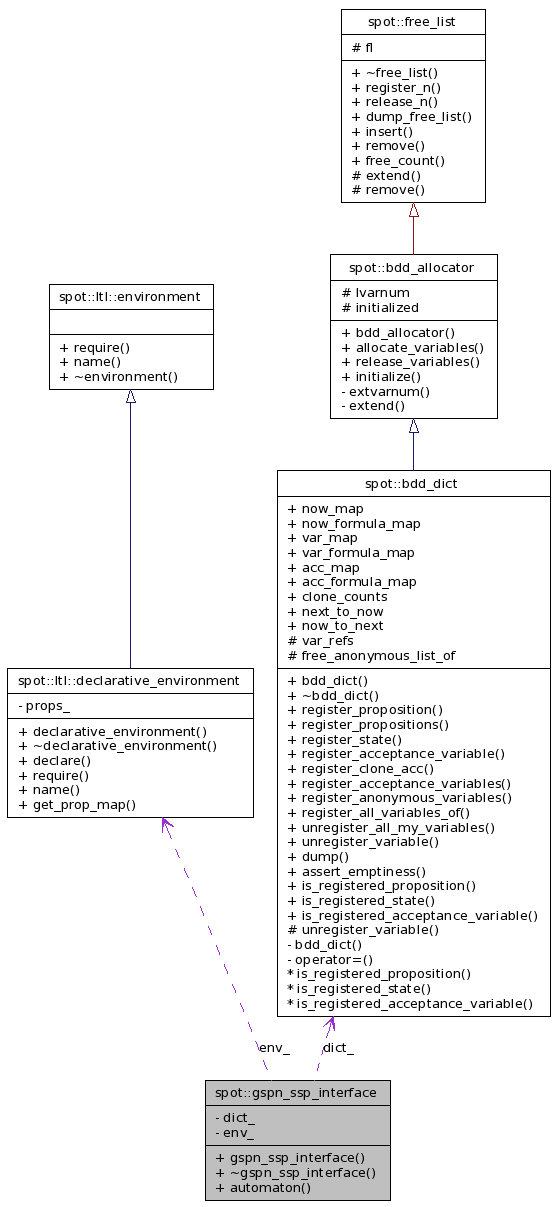 spot::free_list
# fl
+ ~free_list()
+ register_n()
+ release_n()
+ dump_free_list()
+ insert()
+ remove()
+ free_count()
# extend()
# remove()
spot::bdd_allocator
# lvarnum
# initialized
+ bdd_allocator()
+ allocate_variables()
+ release_variables()
+ initialize()
- extvarnum()
- extend()
spot::ltl::environment
+ require()
+ name()
+ ~environment()
spot::bdd_dict
+ now_map
+ now_formula_map
+ var_map
+ var_formula_map
+ acc_map
+ acc_formula_map
+ clone_counts
+ next_to_now
+ now_to_next
# var_refs
# free_anonymous_list_of
+ bdd_dict()
+ ~bdd_dict()
+ register_proposition()
+ register_propositions()
+ register_state()
+ register_acceptance_variable()
+ register_clone_acc()
+ register_acceptance_variables()
+ register_anonymous_variables()
+ register_all_variables_of()
+ unregister_all_my_variables()
+ unregister_variable()
+ dump()
+ assert_emptiness()
+ is_registered_proposition()
+ is_registered_state()
+ is_registered_acceptance_variable()
# unregister_variable()
- bdd_dict()
- operator=()
* is_registered_proposition()
* is_registered_state()
* is_registered_acceptance_variable()
spot::ltl::declarative_environment
- props_
+ declarative_environment()
+ ~declarative_environment()
+ declare()
+ require()
+ name()
+ get_prop_map()
env_
dict_
spot::gspn_ssp_interface
- dict_
- env_
+ gspn_ssp_interface()
+ ~gspn_ssp_interface()
+ automaton()